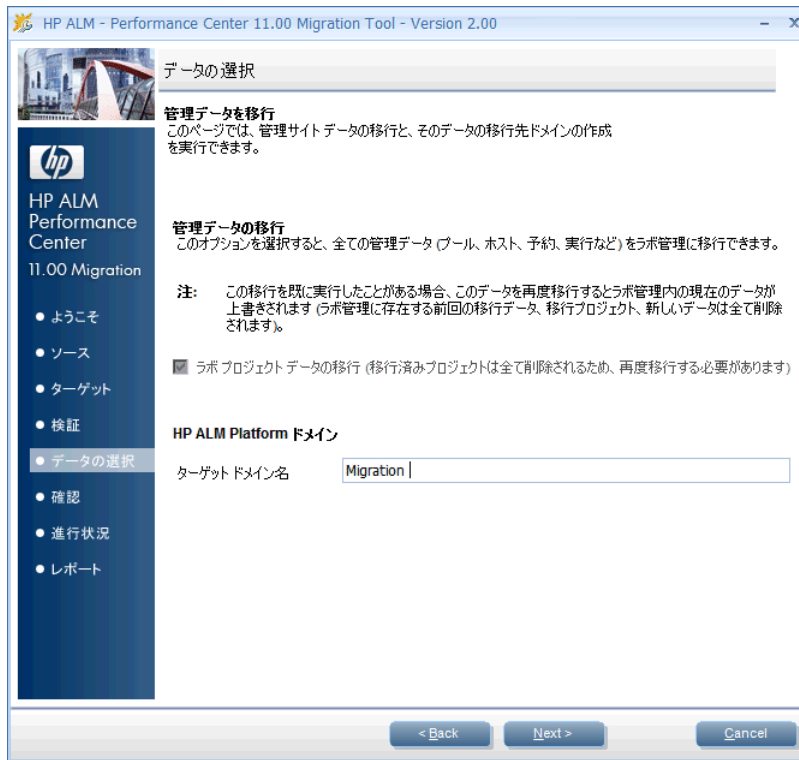 HP ALM - Performance Center 11.00 Migration Tool - Version 2.00
データの選択
管理データを移行
このページでは、管理サイト データの移行と、そのデータの移行先ドメインの作成
を実行できます。
hp
HP ALM
Performance
Center
11.00 Migration
● ようこそ
● ソース
● ターゲット
● 検証
● データの選択
● 確認
● 進行状況
● レポート
管理データの移行
このオプションを選択すると、全ての管理データ (プール、ホスト、予約、実行など) をラボ管理に移行できます。
注: この移行を既に実行したことがある場合、このデータを再度移行するとラボ管理内の現在のデータが
上書きされます (ラボ管理に存在する前回の移行データ、移行プロジェクト、新しいデータは全て削除
されます)。
ラボ プロジェクト データの移行 (移行済みプロジェクトは全て削除されるため、再度移行する必要があります)
HP ALM Platform ドメイン
ターゲット ドメイン名 Migration
< Back Next > Cancel